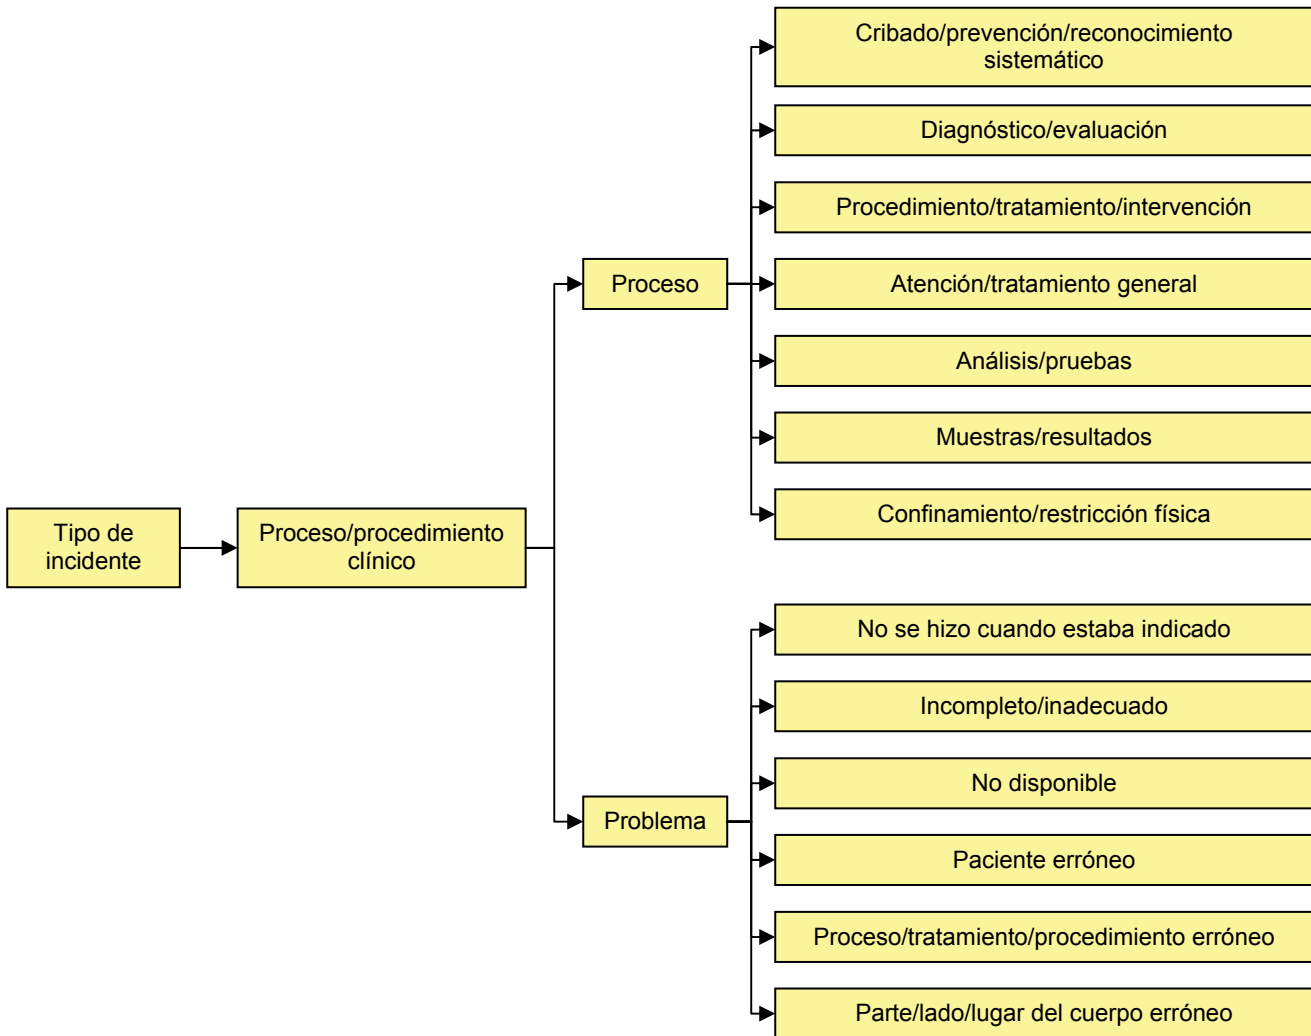 Cribado/prevención/reconocimiento
sistemático
Diagnóstico/evaluación
Procedimiento/tratamiento/intervención
Proceso
Atención/tratamiento general
Análisis/pruebas
Muestras/resultados
Confinamiento/restricción física
Tipo de
incidente
Proceso/procedimiento
clínico
No se hizo cuando estaba indicado
Incompleto/inadecuado
No disponible
Problema
Paciente erróneo
Proceso/tratamiento/procedimiento erróneo
Parte/lado/lugar del cuerpo erróneo